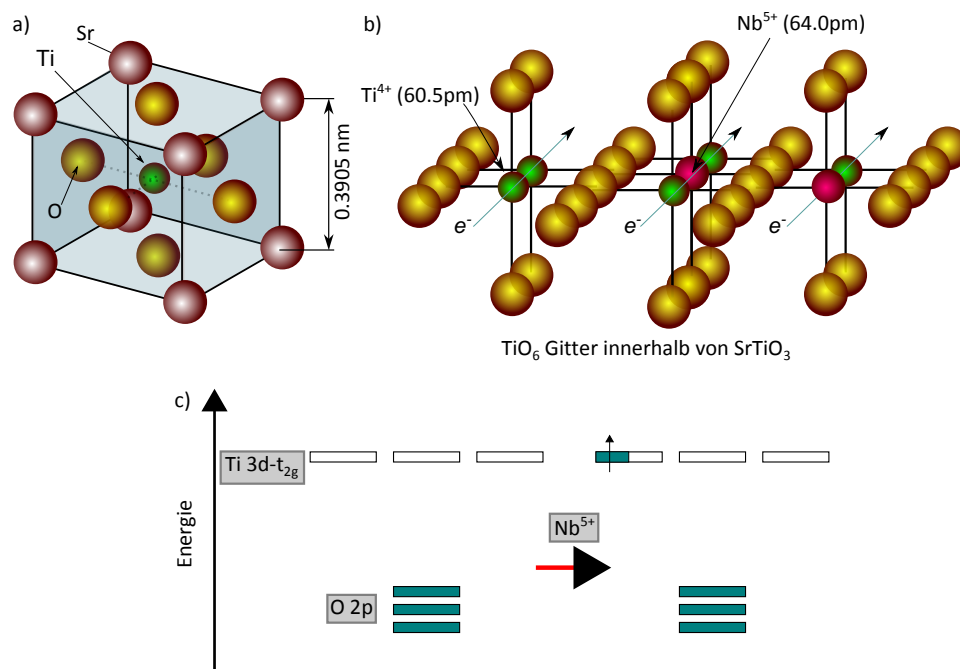 a)
Sr
Ti
O
0.3905 nm
b)
Nb⁵⁺ (64.0pm)
Ti⁴⁺ (60.5pm)
e⁻
e⁻
e⁻
TiO₆ Gitter innerhalb von SrTiO₃
c)
Energie
Ti 3d-t₂g
Nb⁵⁺
O 2p